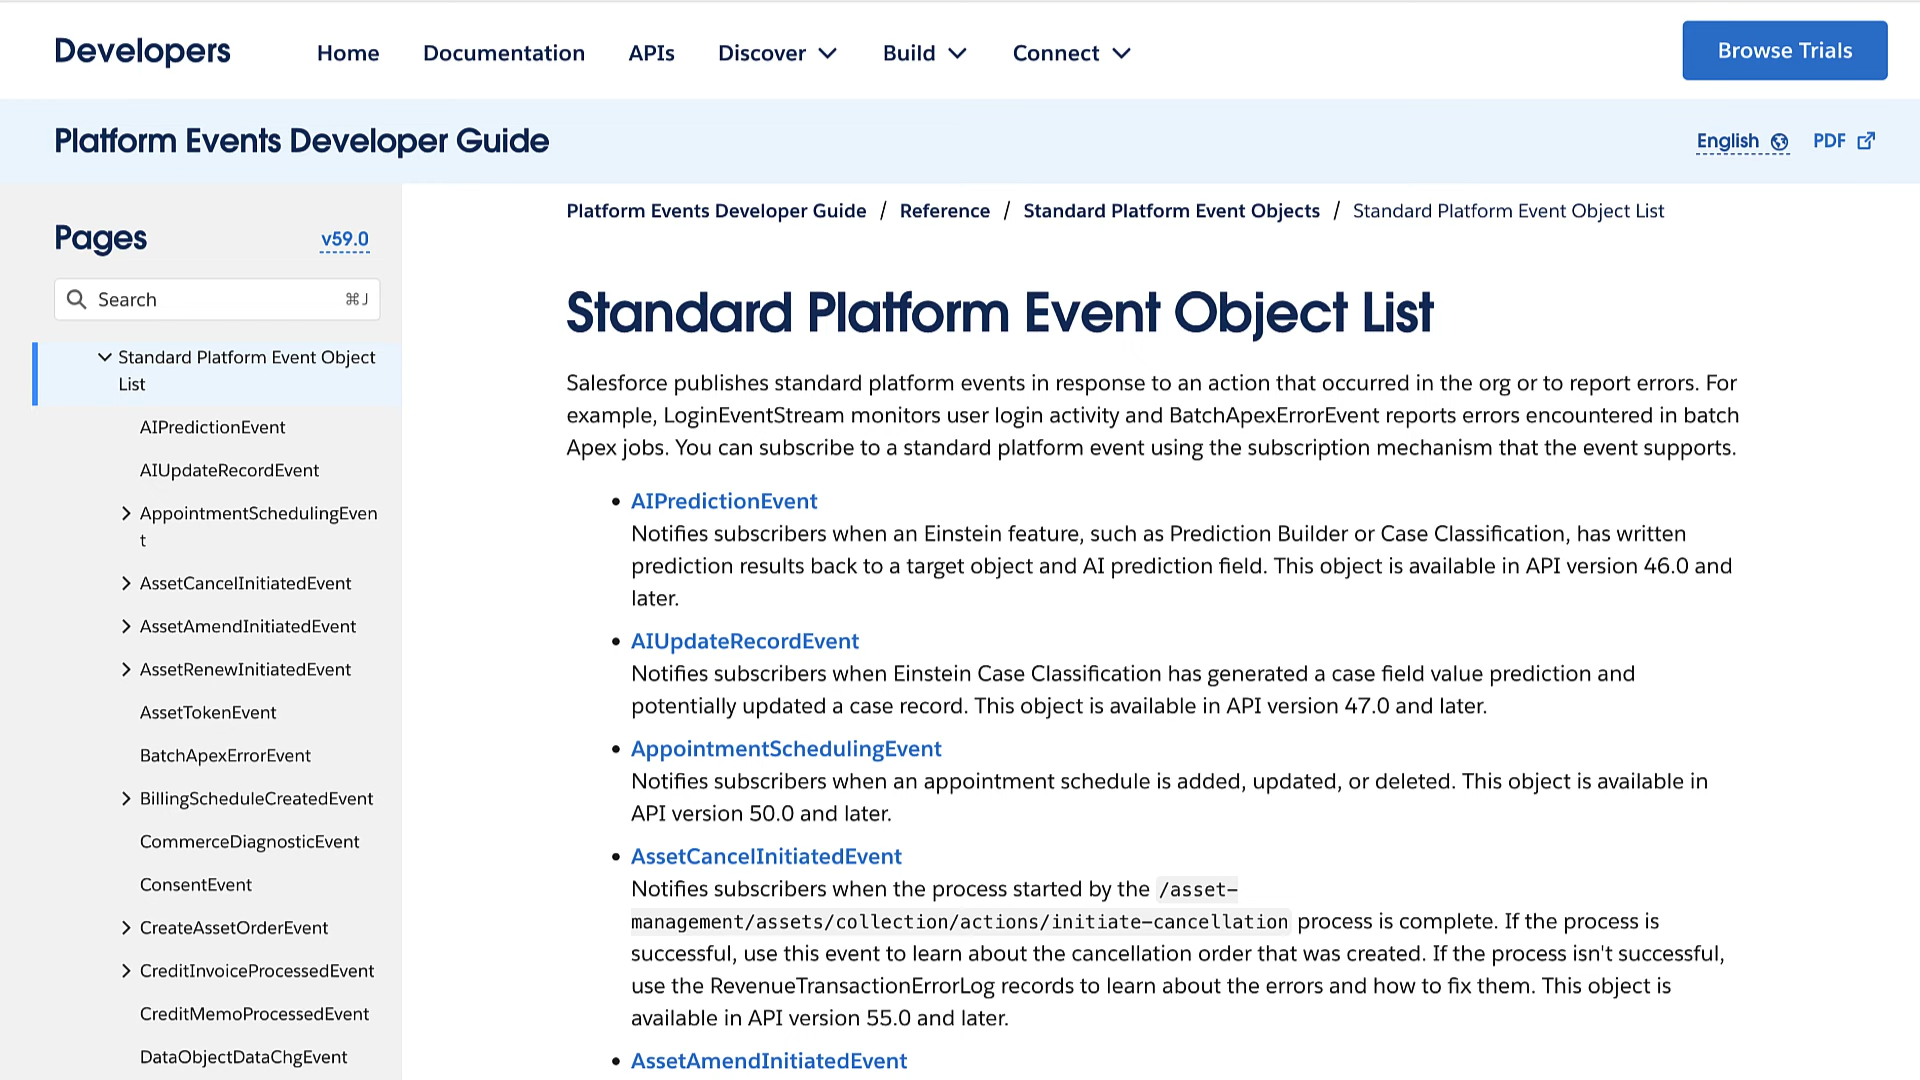 Developers
Home
Documentation
APIs
Discover
Build
Connect
Browse Trials
Platform Events Developer Guide
English
PDF
Pages
v59.0
Search
⌘J
Standard Platform Event Object
List
AIPredictionEvent
AIUpdateRecordEvent
AppointmentSchedulingEven
t
AssetCancelInitiatedEvent
AssetAmendInitiatedEvent
AssetRenewInitiatedEvent
AssetTokenEvent
BatchApexErrorEvent
BillingScheduleCreatedEvent
CommerceDiagnosticEvent
ConsentEvent
CreateAssetOrderEvent
CreditInvoiceProcessedEvent
CreditMemoProcessedEvent
DataObjectDataChgEvent
Platform Events Developer Guide / Reference / Standard Platform Event Objects / Standard Platform Event Object List
Standard Platform Event Object List
Salesforce publishes standard platform events in response to an action that occurred in the org or to report errors. For
example, LoginEventStream monitors user login activity and BatchApexErrorEvent reports errors encountered in batch
Apex jobs. You can subscribe to a standard platform event using the subscription mechanism that the event supports.
• AIPredictionEvent
Notifies subscribers when an Einstein feature, such as Prediction Builder or Case Classification, has written
prediction results back to a target object and AI prediction field. This object is available in API version 46.0 and
later.
• AIUpdateRecordEvent
Notifies subscribers when Einstein Case Classification has generated a case field value prediction and
potentially updated a case record. This object is available in API version 47.0 and later.
• AppointmentSchedulingEvent
Notifies subscribers when an appointment schedule is added, updated, or deleted. This object is available in
API version 50.0 and later.
• AssetCancelInitiatedEvent
Notifies subscribers when the process started by the /asset-
management/assets/collection/actions/initiate-cancellation process is complete. If the process is
successful, use this event to learn about the cancellation order that was created. If the process isn't successful,
use the RevenueTransactionErrorLog records to learn about the errors and how to fix them. This object is
available in API version 55.0 and later.
• AssetAmendInitiatedEvent